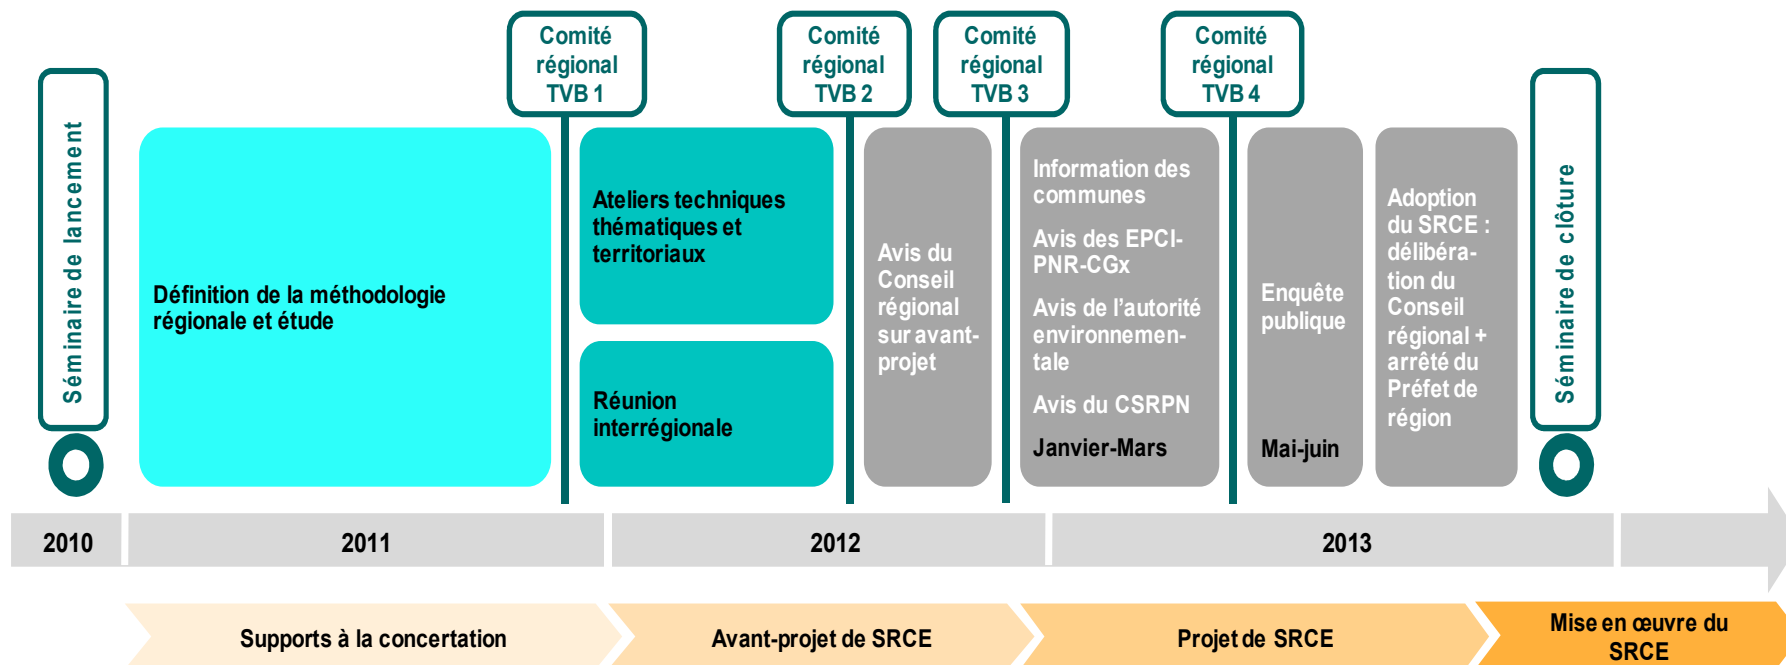 Comité
régional
TVB 1
Comité
régional
TVB 2
Comité
régional
TVB 3
Comité
régional
TVB 4
Séminaire de lancement
Définition de la méthodologie
régionale et étude
Ateliers techniques
thématiques et
territoriaux
Réunion
interrégionale
Avis du
Conseil
régional
sur avant-
projet
Information des
communes
Avis des EPCI-
PNR-CGx
Avis de l'autorité
environnemen-
tale
Avis du CSRPN
Janvier-Mars
Enquête
publique
Mai-juin
Adoption
du SRCE :
délibéra-
tion du
Conseil
régional +
arrêté du
Préfet de
région
Séminaire de clôture
2010
2011
2012
2013
Supports à la concertation
Avant-projet de SRCE
Projet de SRCE
Mise en œuvre du
SRCE